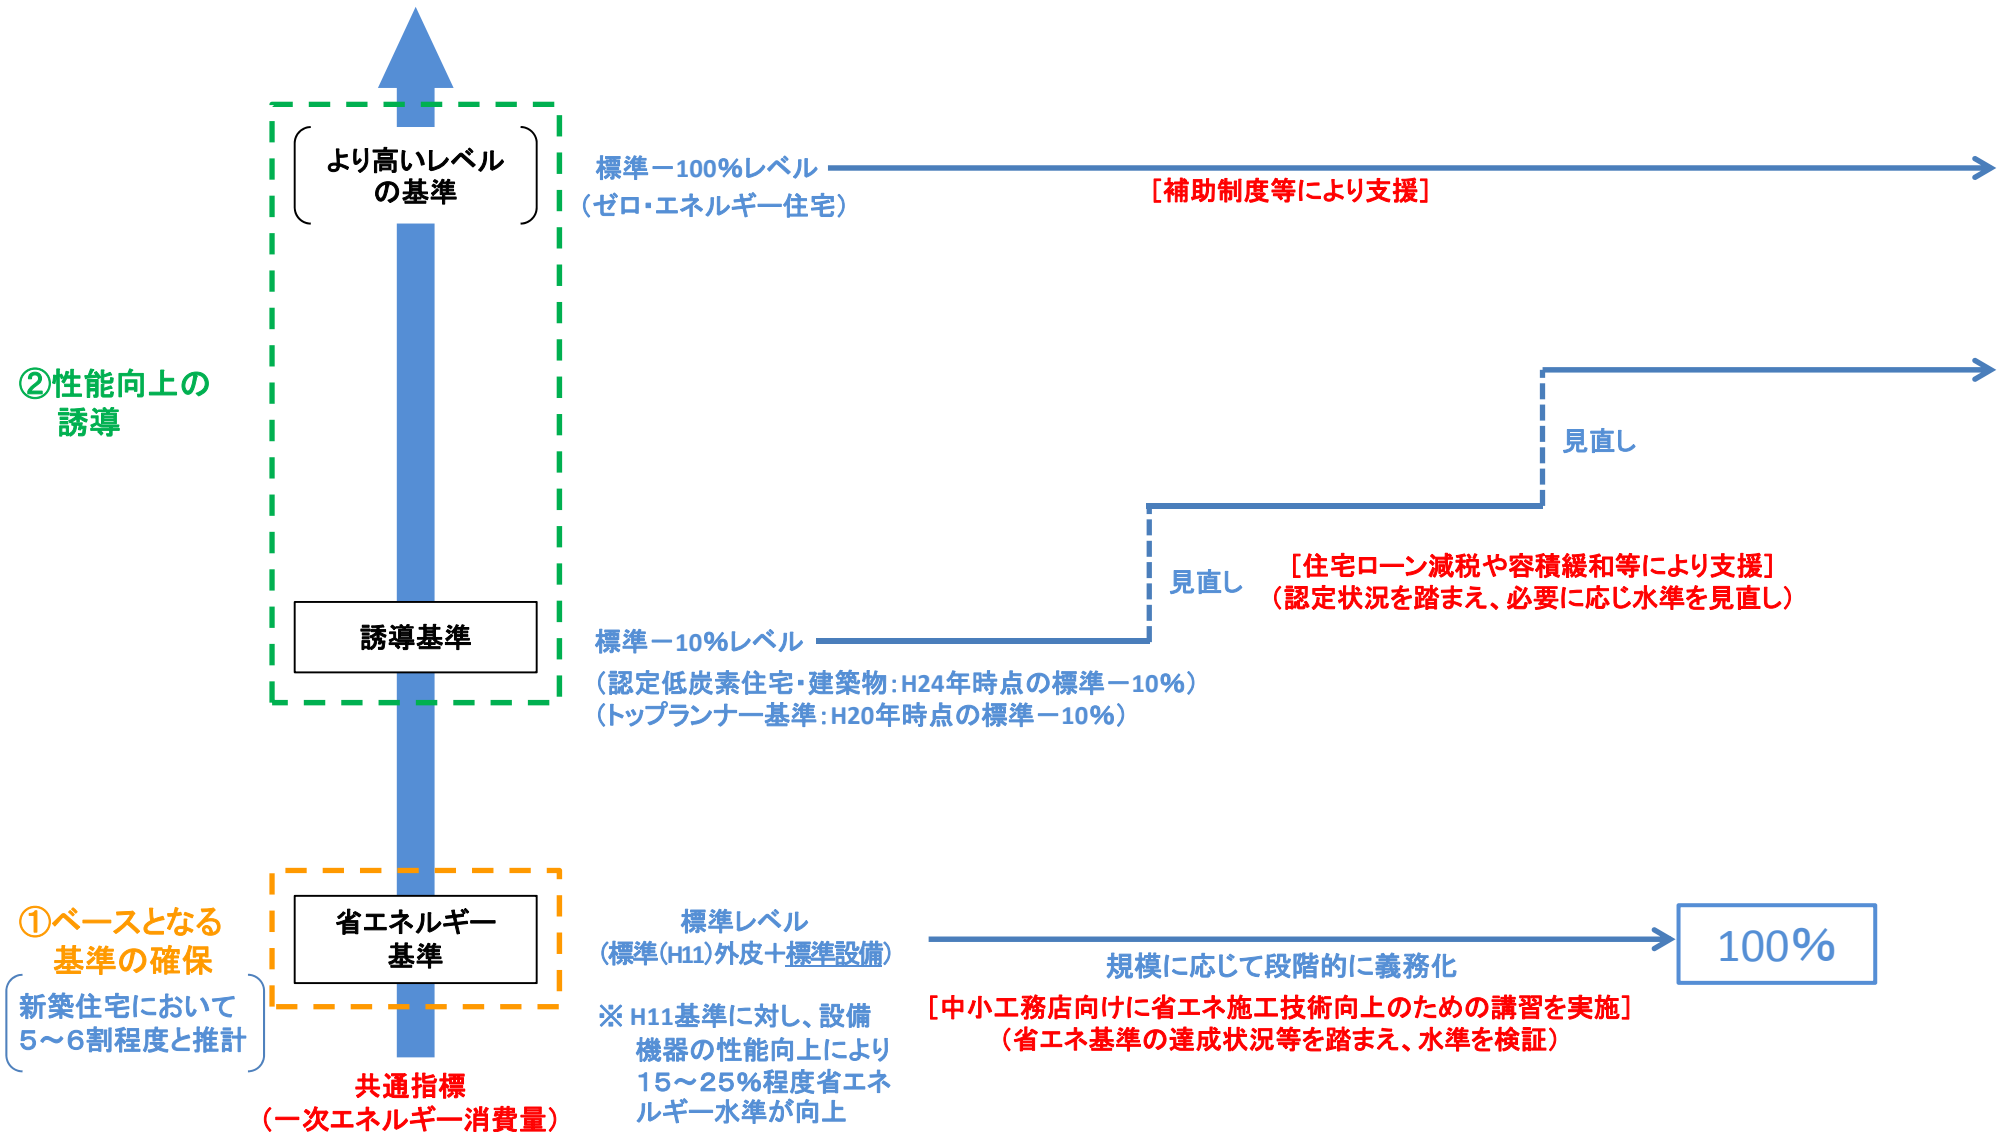 より高いレベル
の基準
標準－100%レベル
（ゼロ・エネルギー住宅）
［補助制度等により支援］
②性能向上の
誘導
見直し
見直し
［住宅ローン減税や容積緩和等により支援］
（認定状況を踏まえ、必要に応じ水準を見直し）
誘導基準
標準－10%レベル
（認定低炭素住宅・建築物：H24年時点の標準－10%）
（トップランナー基準：H20年時点の標準－10%）
①ベースとなる
基準の確保
新築住宅において
5～6割程度と推計
省エネルギー
基準
標準レベル
（標準（H11）外皮＋標準設備）
※ H11基準に対し、設備
機器の性能向上により
15～25%程度省エネ
ルギー水準が向上
規模に応じて段階的に義務化
［中小工務店向けに省エネ施工技術向上のための講習を実施］
（省エネ基準の達成状況等を踏まえ、水準を検証）
100%
共通指標
（一次エネルギー消費量）